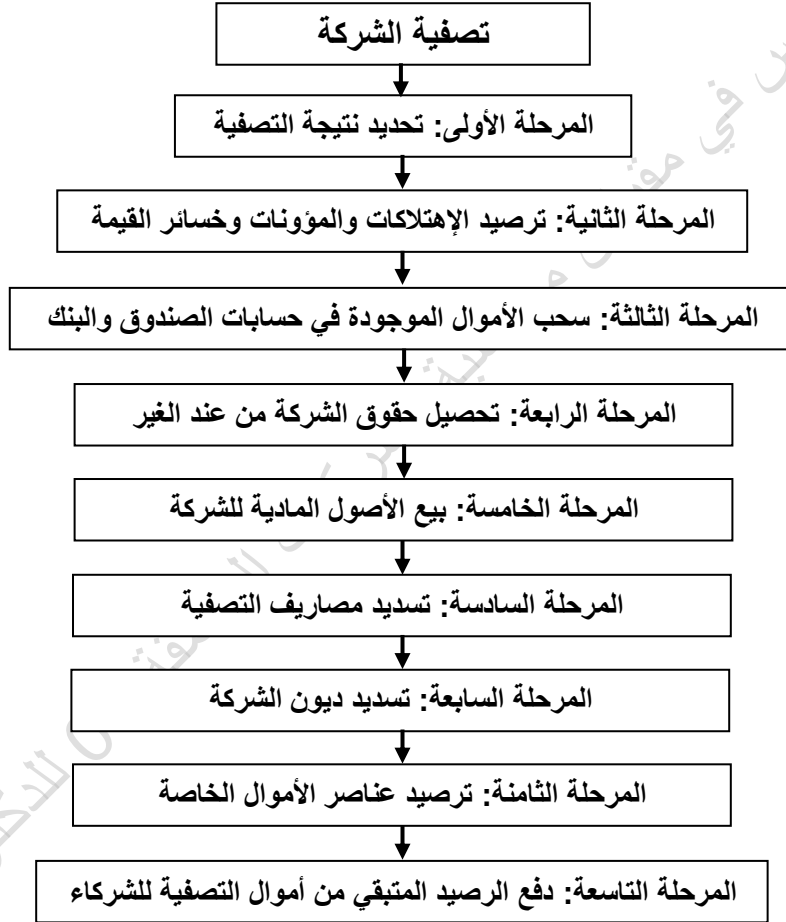 تصفية الشركة
المرحلة الأولى: تحديد نتيجة التصفية
المرحلة الثانية: ترصيد الإهتلاكات والمؤونات وخسائر القيمة
المرحلة الثالثة: سحب الأموال الموجودة في حسابات الصندوق والبنك
المرحلة الرابعة: تحصيل حقوق الشركة من عند الغير
المرحلة الخامسة: بيع الأصول المادية للشركة
المرحلة السادسة: تسديد مصاريف التصفية
المرحلة السابعة: تسديد ديون الشركة
المرحلة الثامنة: ترصيد عناصر الأموال الخاصة
المرحلة التاسعة: دفع الرصيد المتبقي من أموال التصفية للشركاء